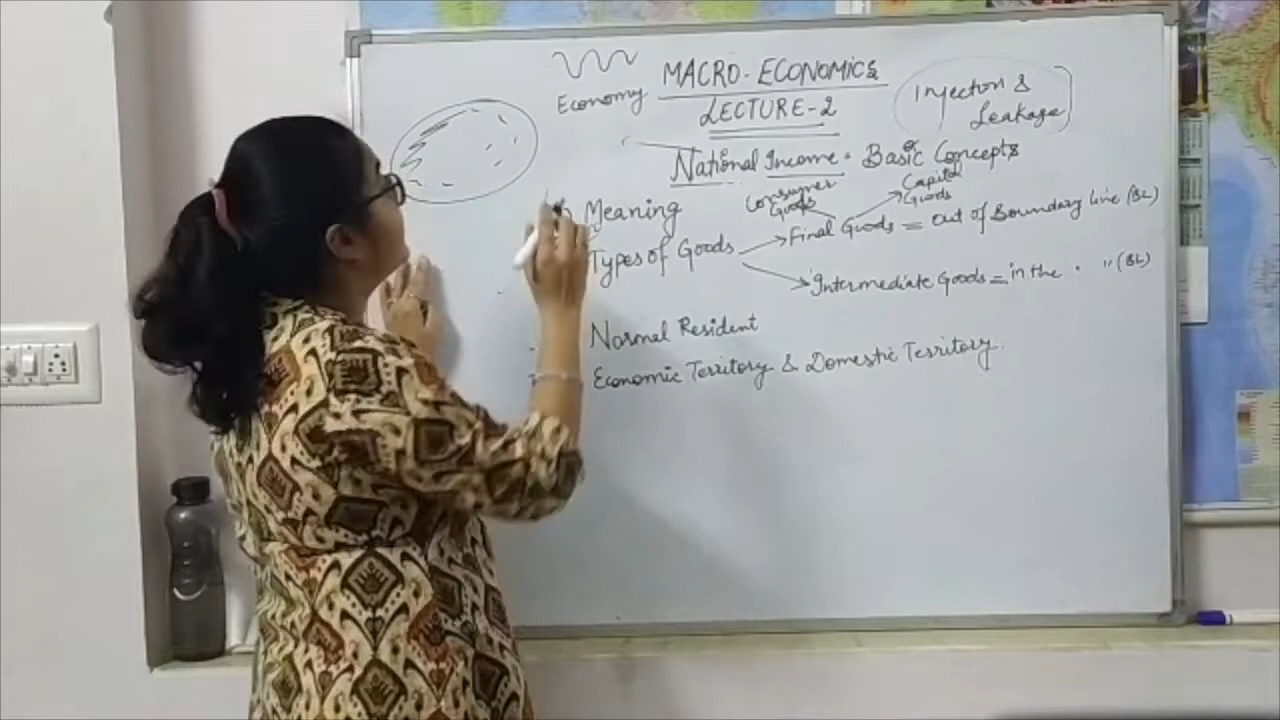 MACRO-ECONOMICS
Economy
LECTURE-2
Injection &
Leakage
National Income - Basic Concepts
Consumer
Goods
or
Capital
Goods
Meaning
Types of Goods
Final Goods = Out of Boundary line (BL)
Intermediate Goods = in the " " (BL)
Normal Resident
Economic Territory & Domestic Territory.